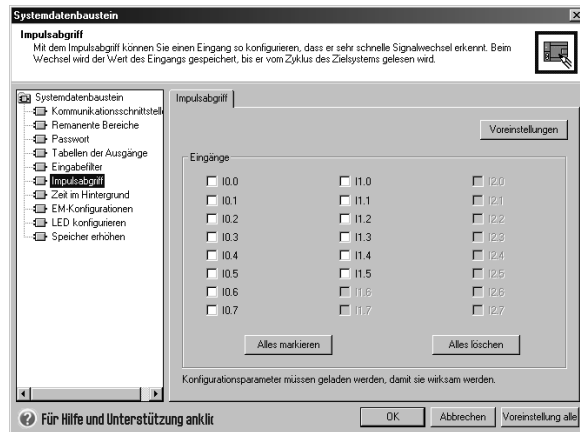 Systemdatenbaustein
Impulsabgriff
Mit dem Impulsabgriff können Sie einen Eingang so konfigurieren, dass er sehr schnelle Signalwechsel erkennt. Beim
Wechsel wird der Wert des Eingangs gespeichert, bis er vom Zyklus des Zielsystems gelesen wird.
Systemdatenbaustein
Kommunikationsschnittstelle
Remanente Bereiche
Passwort
Tabellen der Ausgänge
Eingabefilter
Impulsabgriff
Zeit im Hintergrund
EM-Konfigurationen
LED konfigurieren
Speicher erhöhen
Impulsabgriff
Voreinstellungen
Eingänge
I0.0 I1.0 I2.0
I0.1 I1.1 I2.1
I0.2 I1.2 I2.2
I0.3 I1.3 I2.3
I0.4 I1.4 I2.4
I0.5 I1.5 I2.5
I0.6 I1.6 I2.6
I0.7 I1.7 I2.7
Alles markieren Alles löschen
Konfigurationsparameter müssen geladen werden, damit sie wirksam werden.
Für Hilfe und Unterstützung anklic
OK Abbrechen Voreinstellung alle